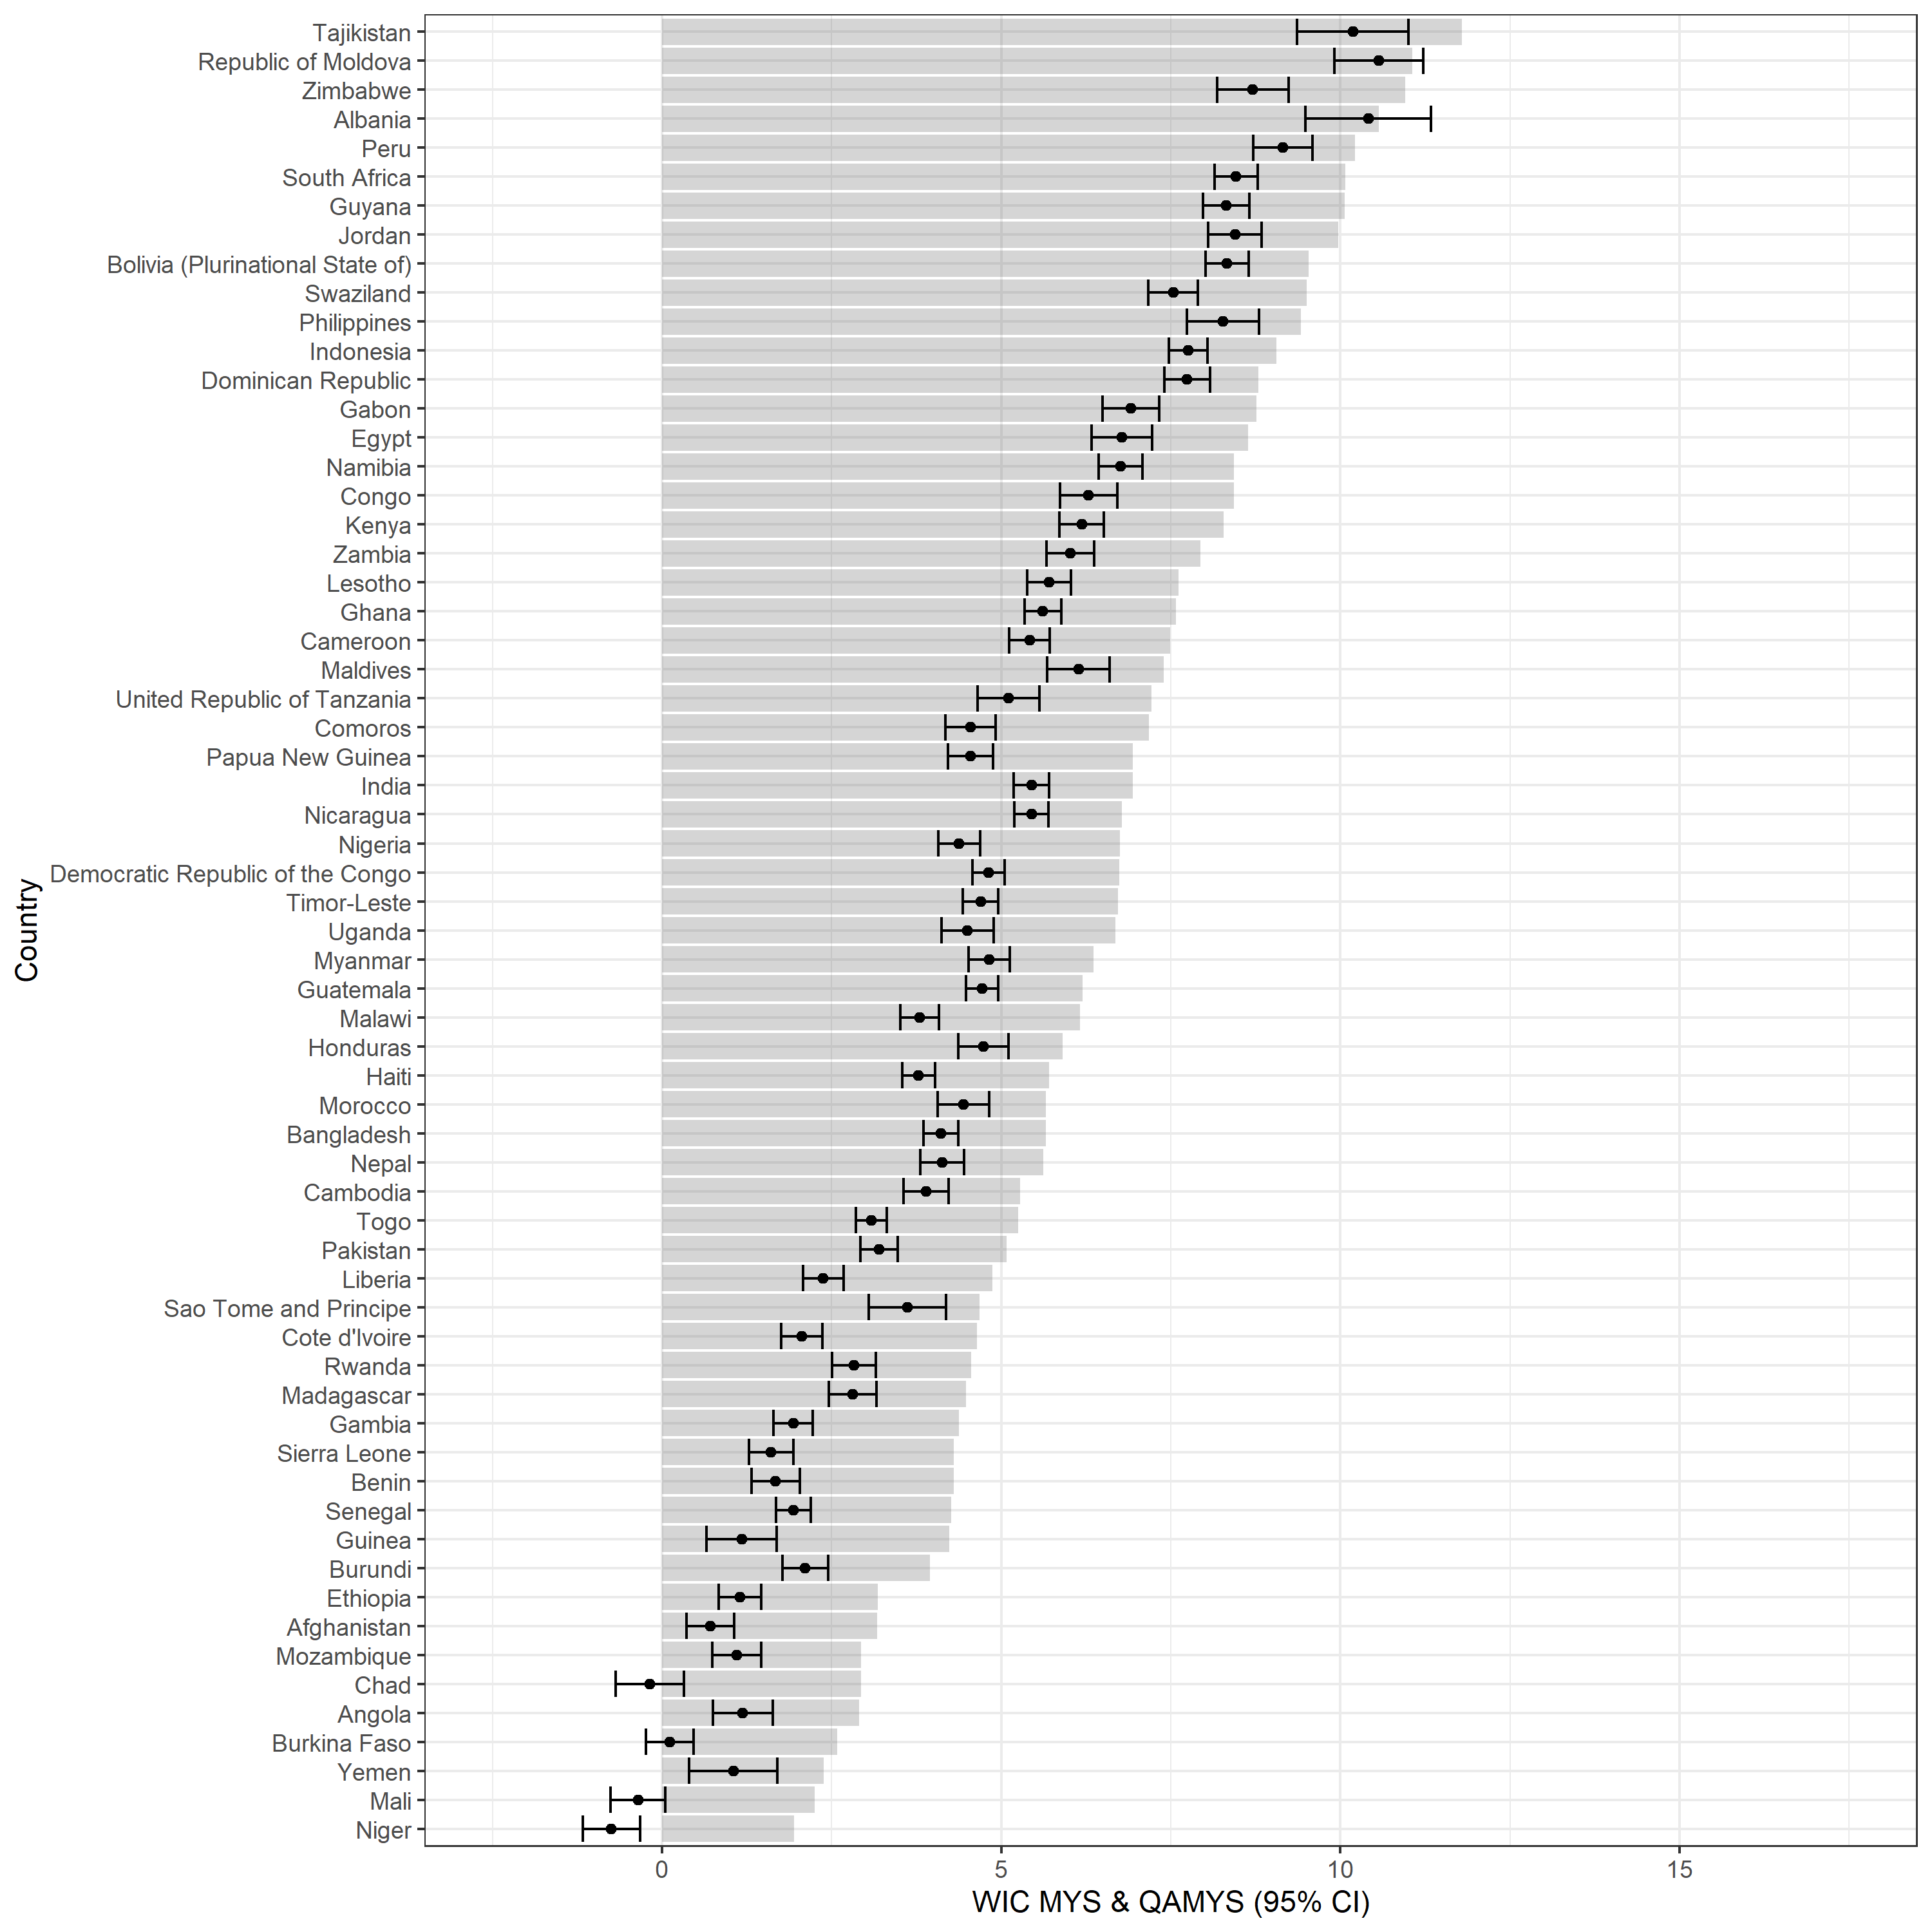 Tajikistan
Republic of Moldova
Zimbabwe
Albania
Peru
South Africa
Guyana
Jordan
Bolivia (Plurinational State of)
Swaziland
Philippines
Indonesia
Dominican Republic
Gabon
Egypt
Namibia
Congo
Kenya
Zambia
Lesotho
Ghana
Cameroon
Maldives
United Republic of Tanzania
Comoros
Papua New Guinea
India
Nicaragua
Nigeria
Democratic Republic of the Congo
Timor-Leste
Uganda
Myanmar
Guatemala
Malawi
Honduras
Haiti
Morocco
Bangladesh
Nepal
Cambodia
Togo
Pakistan
Liberia
Sao Tome and Principe
Cote d'Ivoire
Rwanda
Madagascar
Gambia
Sierra Leone
Benin
Senegal
Guinea
Burundi
Ethiopia
Afghanistan
Mozambique
Chad
Angola
Burkina Faso
Yemen
Mali
Niger
Country
0 5 10 15
WIC MYS & QAMYS (95% CI)